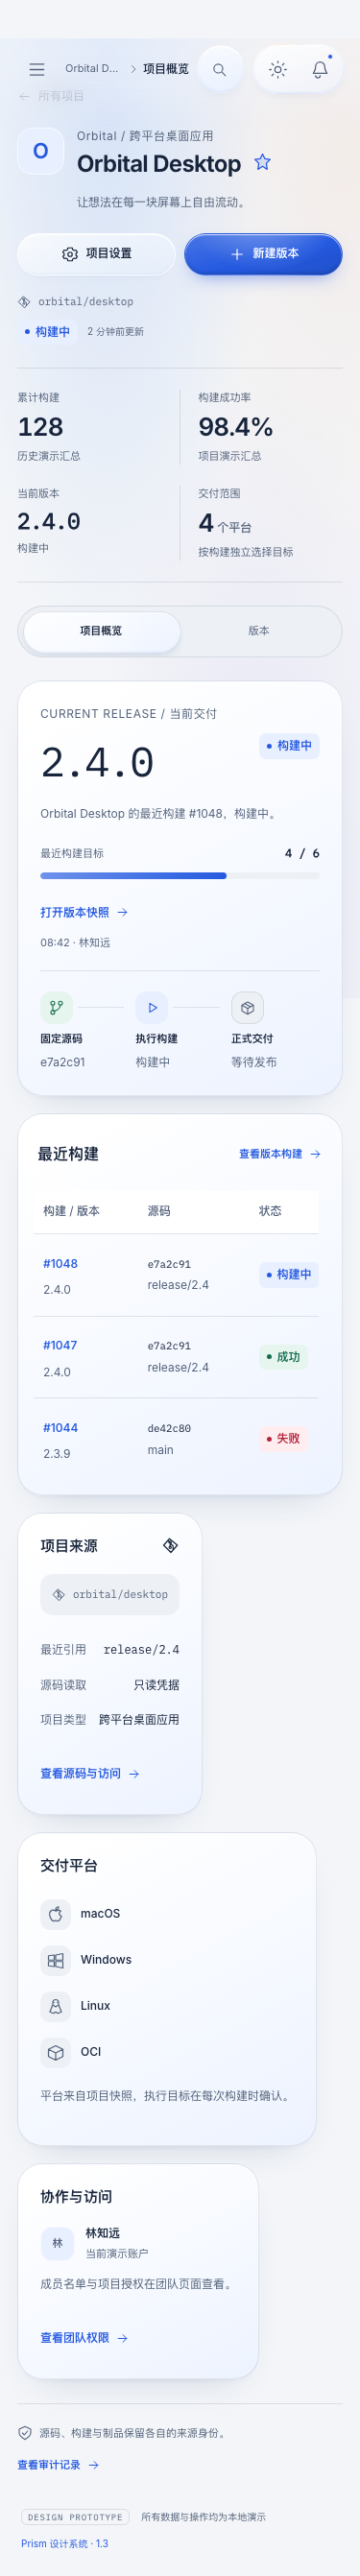 Orbital D... > 项目概览
← 所有项目
O
Orbital / 跨平台桌面应用
Orbital Desktop
让想法在每一块屏幕上自由流动。
项目设置
新建版本
orbital/desktop
构建中 2 分钟前更新
累计构建
128
历史演示汇总
构建成功率
98.4%
项目演示汇总
当前版本
2.4.0
构建中
交付范围
4 个平台
按构建独立选择目标
项目概览
版本
CURRENT RELEASE / 当前交付
2.4.0
构建中
Orbital Desktop 的最近构建 #1048，构建中。
最近构建目标 4 / 6
打开版本快照 →
08:42 · 林知远
固定源码
e7a2c91
执行构建
构建中
正式交付
等待发布
最近构建
查看版本构建 →
构建 / 版本 源码 状态
#1048 e7a2c91 构建中
2.4.0 release/2.4
#1047 e7a2c91 成功
2.4.0 release/2.4
#1044 de42c80 失败
2.3.9 main
项目来源
orbital/desktop
最近引用 release/2.4
源码读取 只读凭据
项目类型 跨平台桌面应用
查看源码与访问 →
交付平台
macOS
Windows
Linux
OCI
平台来自项目快照，执行目标在每次构建时确认。
协作与访问
林
林知远
当前演示账户
成员名单与项目授权在团队页面查看。
查看团队权限 →
源码、构建与制品保留各自的来源身份。
查看审计记录 →
DESIGN PROTOTYPE 所有数据与操作均为本地演示
Prism 设计系统 · 1.3